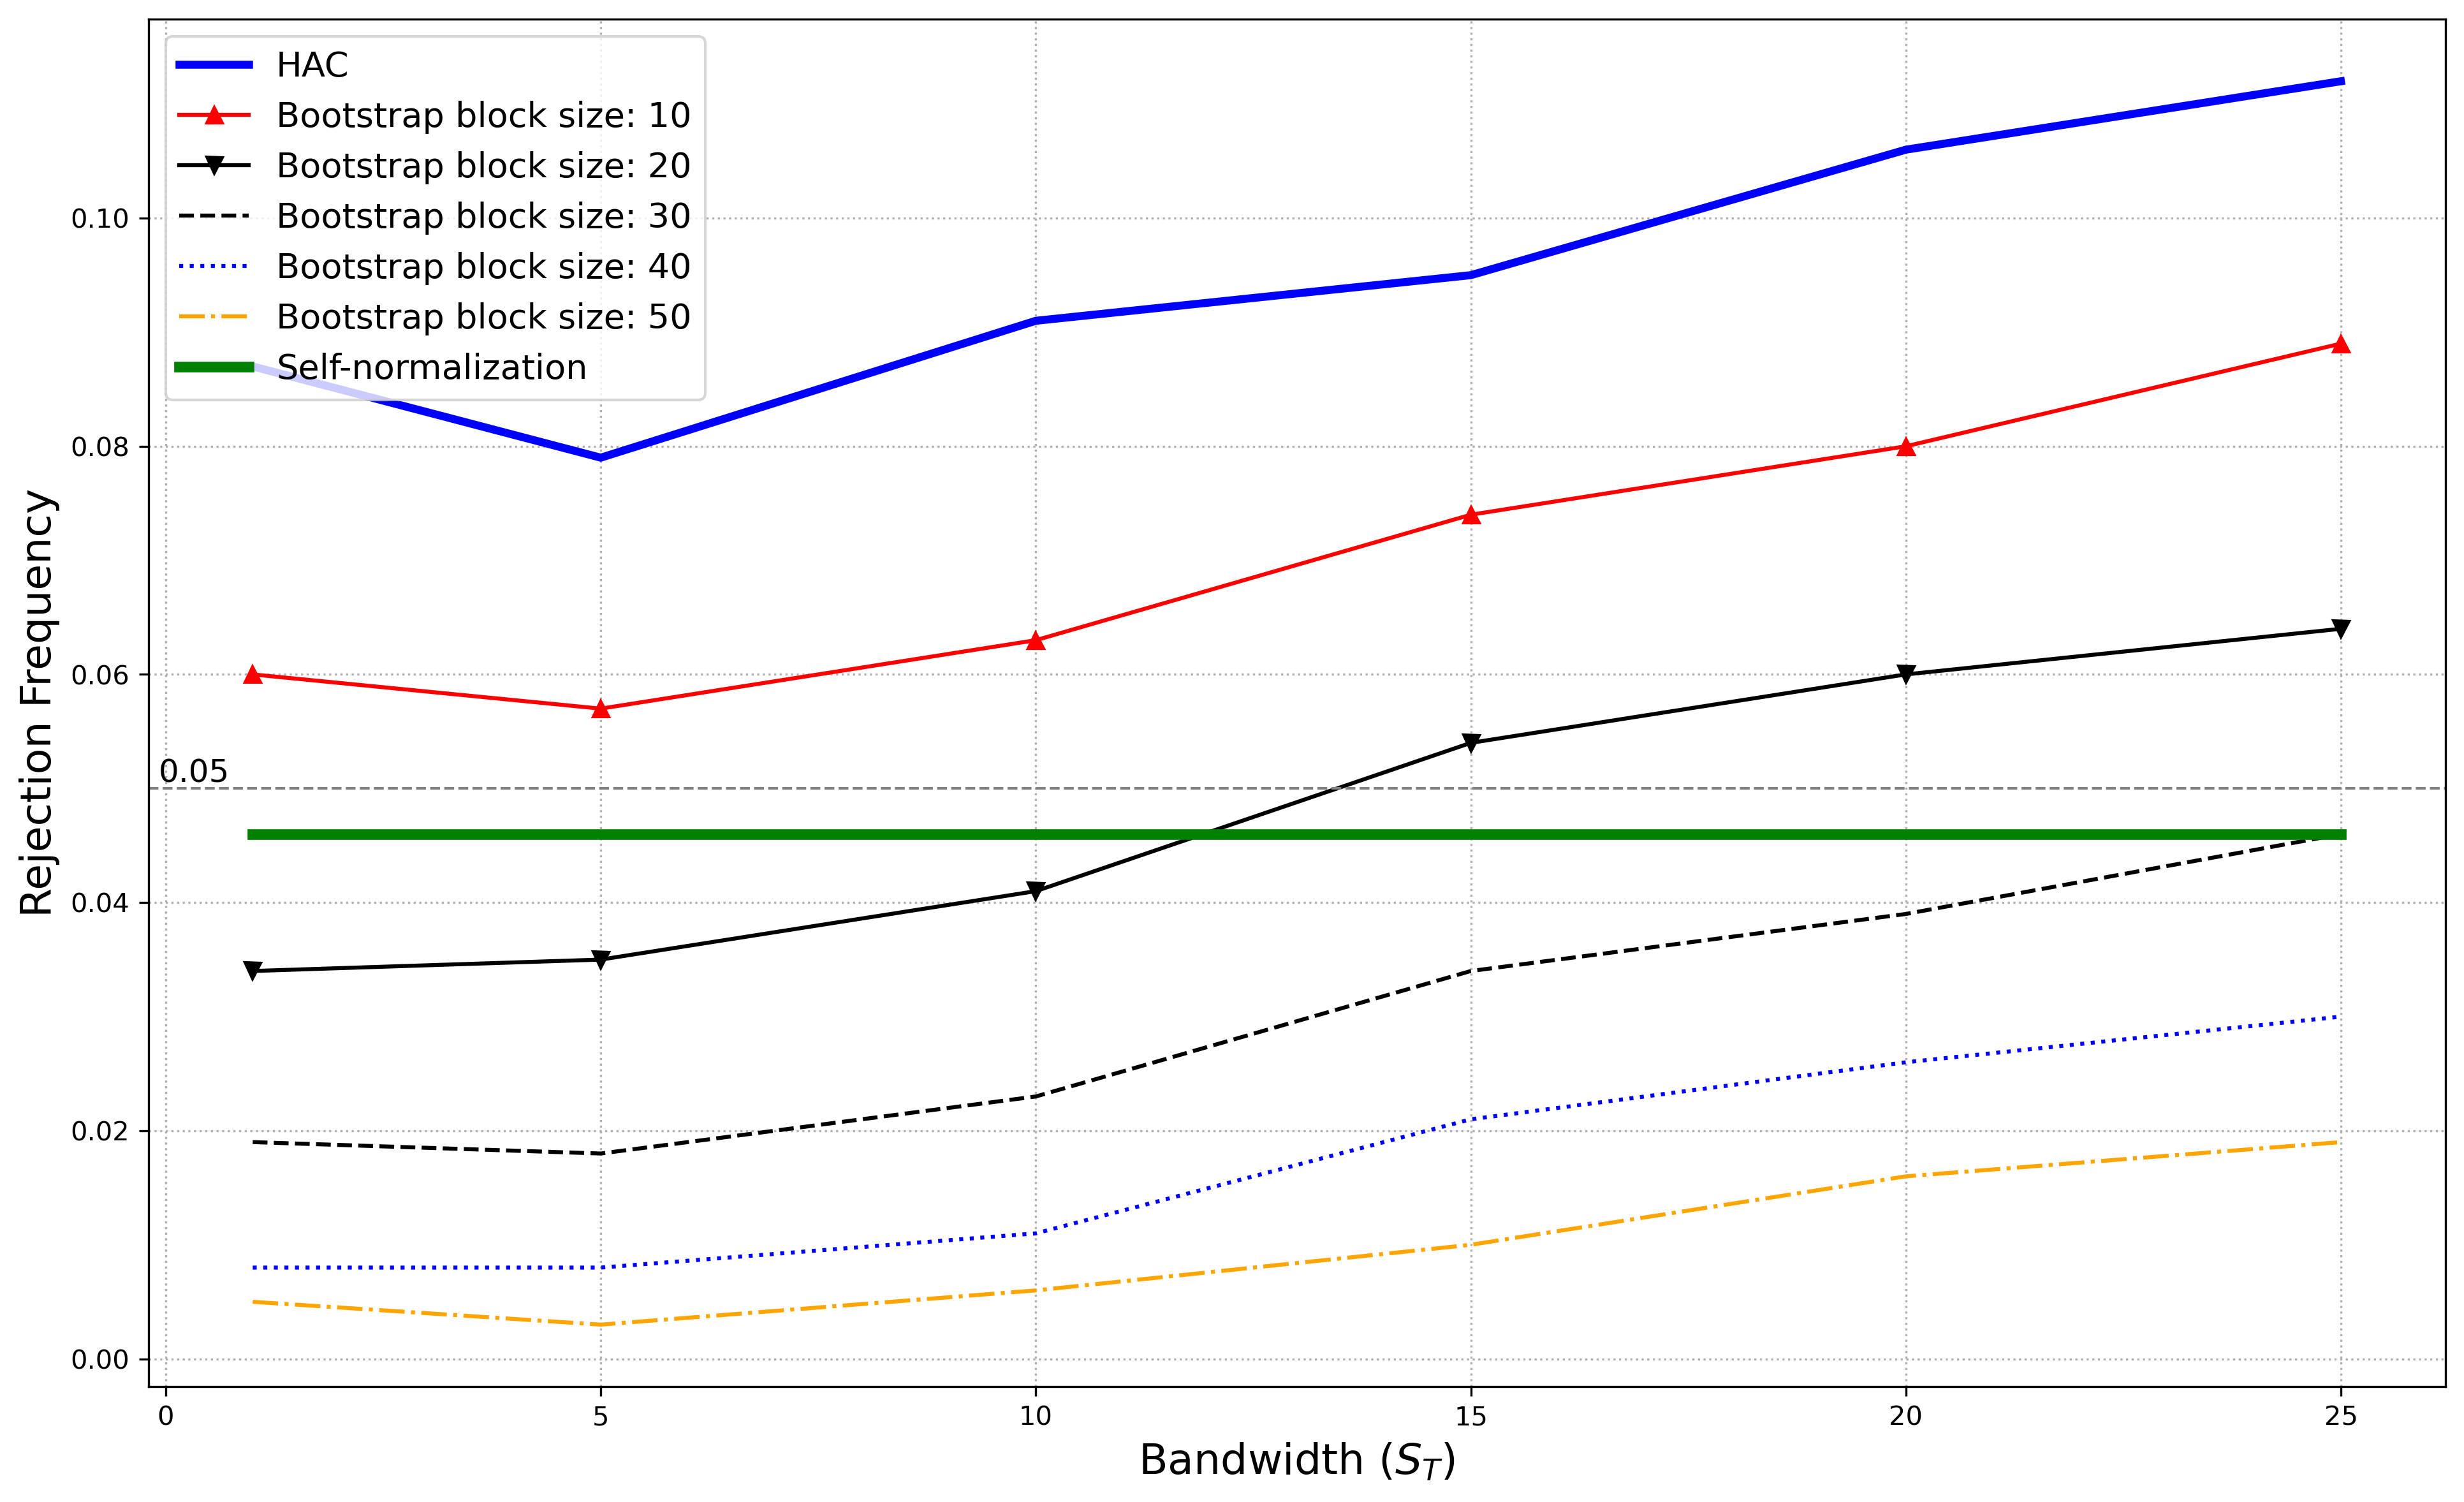 HAC
Bootstrap block size: 10
Bootstrap block size: 20
Bootstrap block size: 30
Bootstrap block size: 40
Bootstrap block size: 50
Self-normalization
Rejection Frequency
0.10
0.08
0.06
0.05
0.04
0.02
0.00
0 5 10 15 20 25
Bandwidth (S_T)